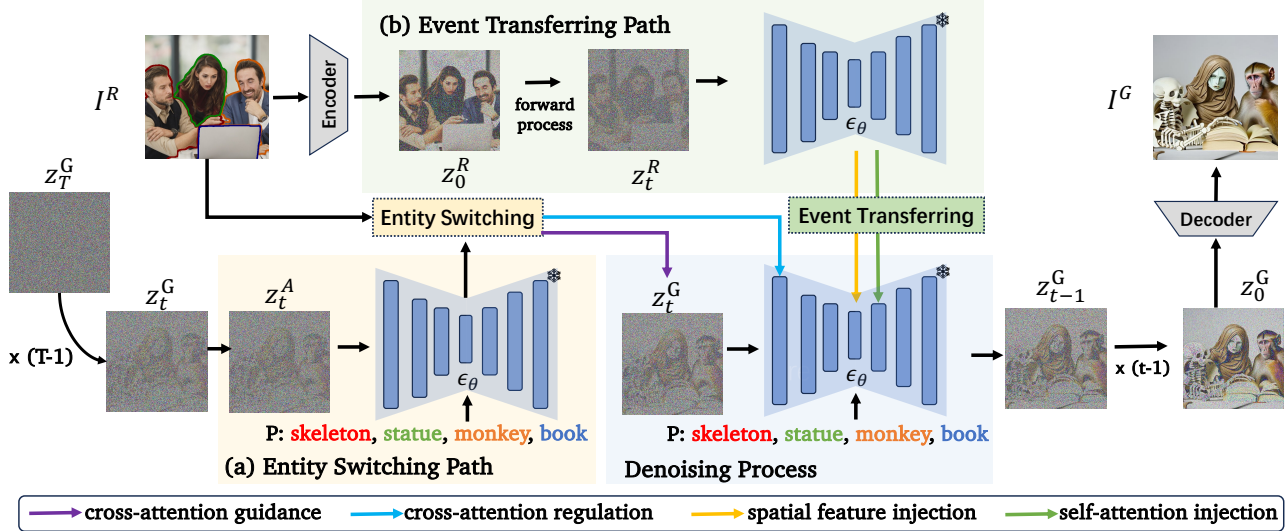 (b) Event Transferring Path
I^R
Encoder
forward
process
z_0^R
z_t^R
ϵ_θ
I^G
z_T^G
Entity Switching
Event Transferring
Decoder
z_t^G
z_t^A
z_t^G
z_{t-1}^G
z_0^G
x (T-1)
ϵ_θ
ϵ_θ
x (t-1)
P: skeleton, statue, monkey, book
P: skeleton, statue, monkey, book
(a) Entity Switching Path
Denoising Process
cross-attention guidance
cross-attention regulation
spatial feature injection
self-attention injection